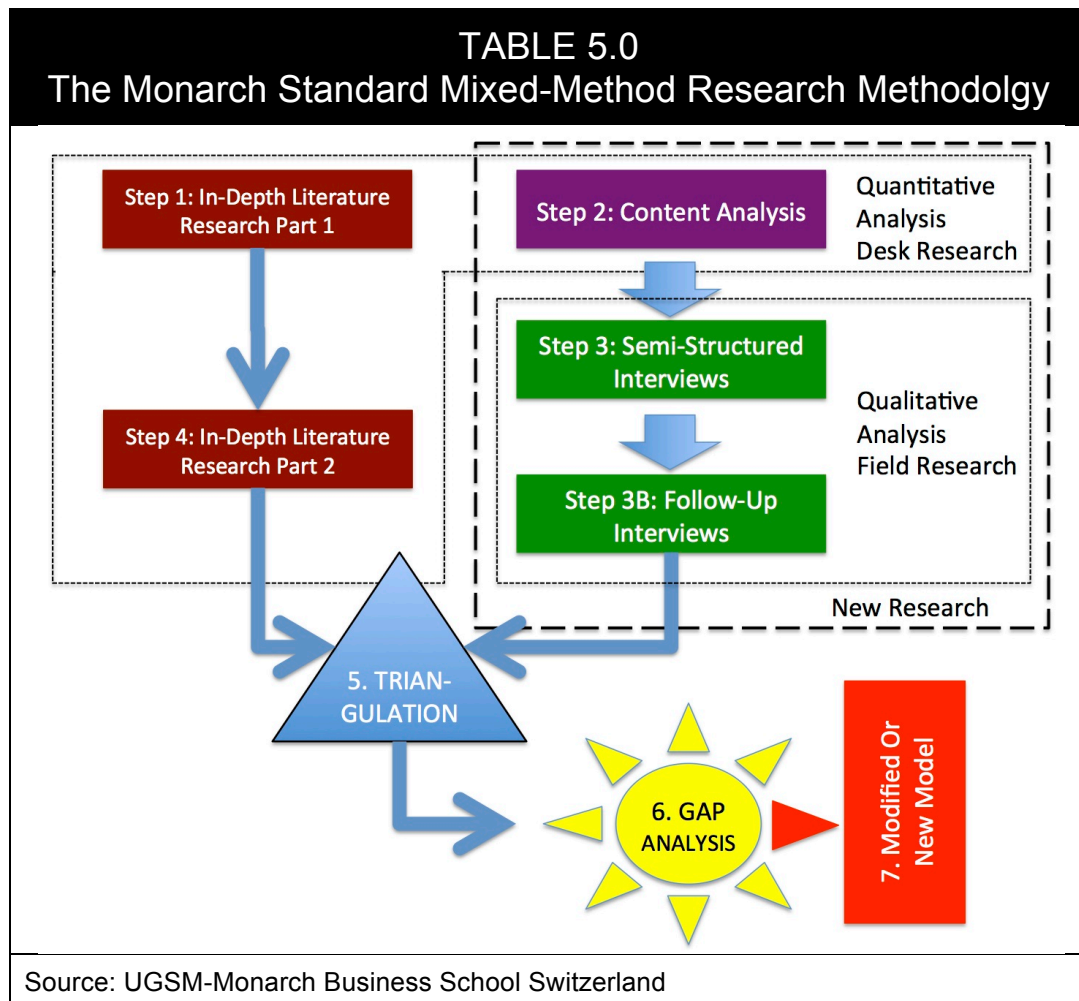 TABLE 5.0
The Monarch Standard Mixed-Method Research Methodolgy
Step 1: In-Depth Literature
Research Part 1
Step 2: Content Analysis
Quantitative
Analysis
Desk Research
Step 3: Semi-Structured
Interviews
Step 4: In-Depth Literature
Research Part 2
Qualitative
Analysis
Field Research
Step 3B: Follow-Up
Interviews
New Research
5. TRIAN-
GULATION
6. GAP
ANALYSIS
7. Modified Or
New Model
Source: UGSM-Monarch Business School Switzerland